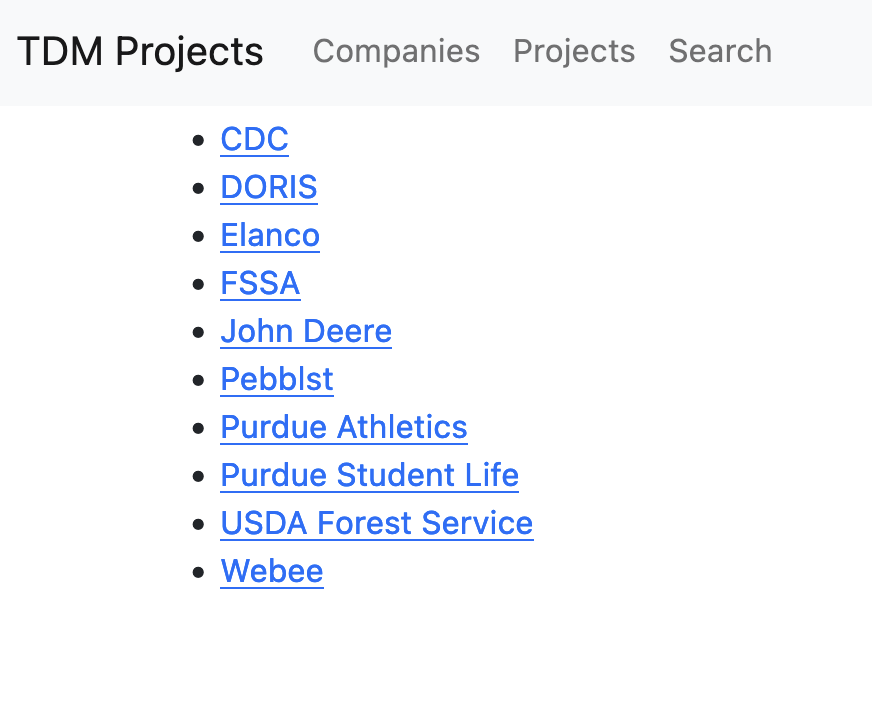 TDM Projects Companies Projects Search
CDC
DORIS
Elanco
FSSA
John Deere
Pebblst
Purdue Athletics
Purdue Student Life
USDA Forest Service
Webee